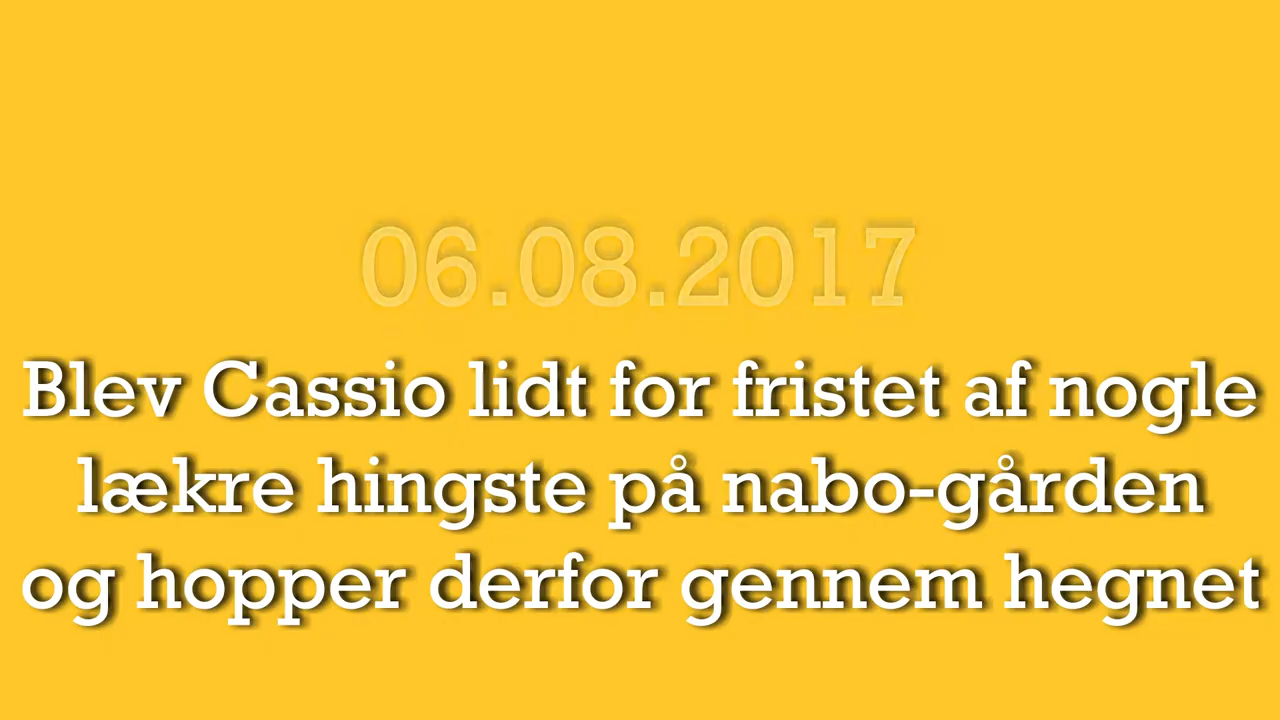 06.08.2017
Blev Cassio lidt for fristet af nogle
lækre hingste på nabo-gården
og hopper derfor gennem hegnet